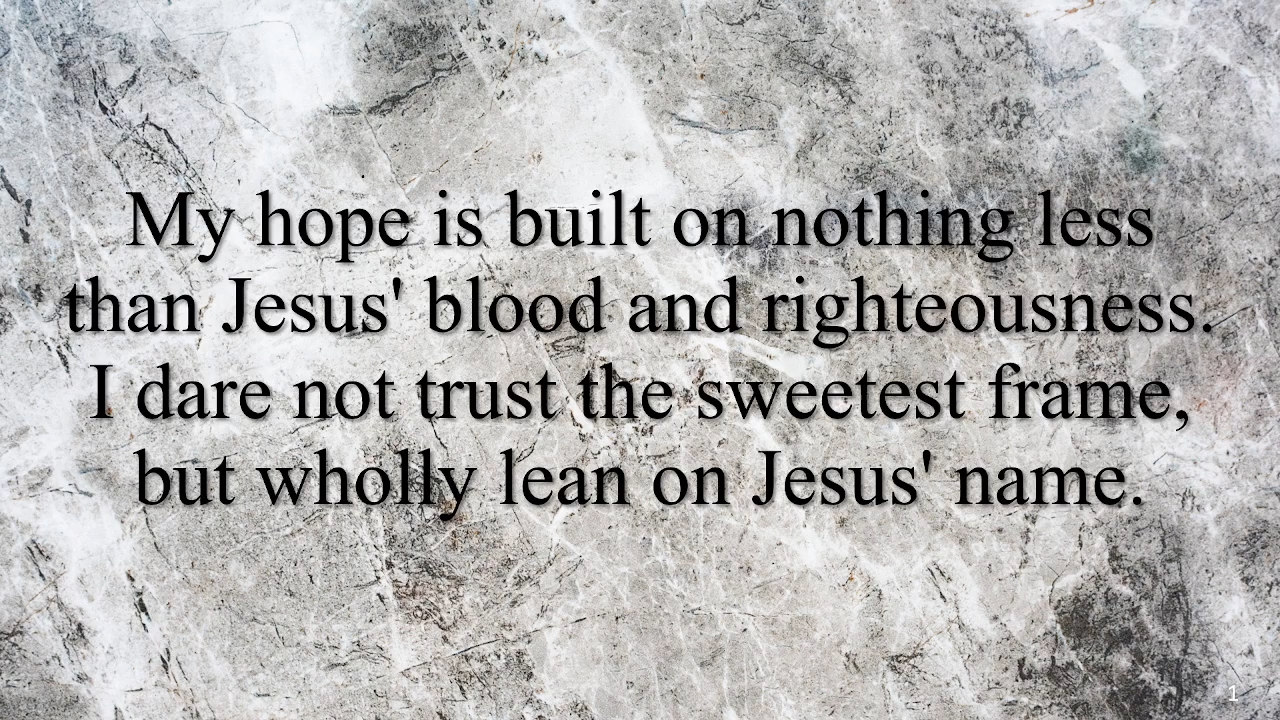 My hope is built on nothing less
than Jesus' blood and righteousness.
I dare not trust the sweetest frame,
but wholly lean on Jesus' name.
1